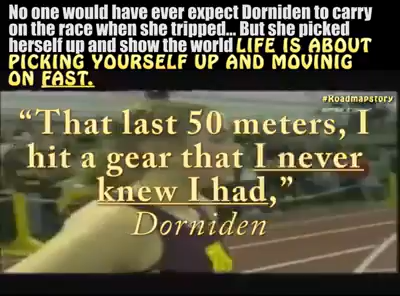 No one would have ever expect Dorniden to carry
on the race when she tripped... But she picked
herself up and show the world LIFE IS ABOUT
PICKING YOURSELF UP AND MOVINIG
ON FAST.
#Roadmapstory
“That last 50 meters, I
hit a gear that I never
knew I had,”
Dorniden